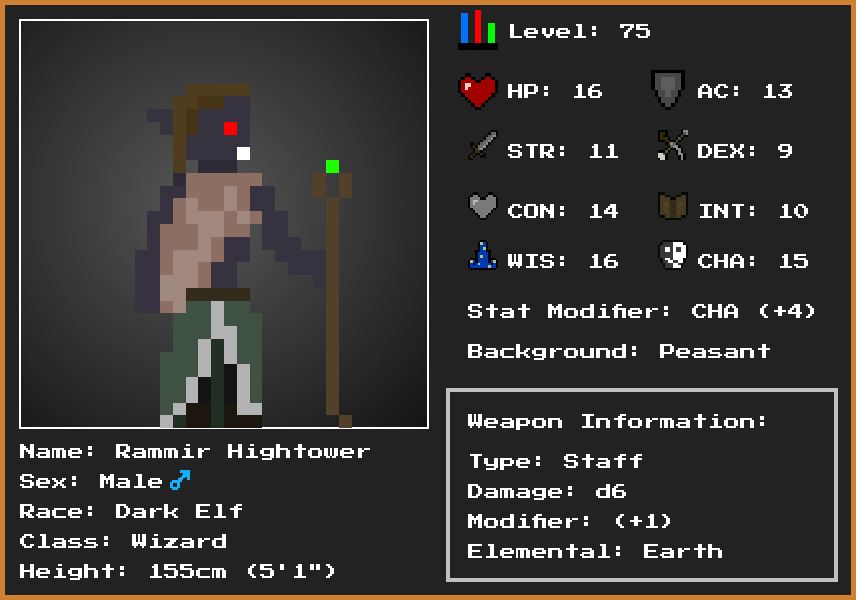 Level: 75
HP: 16
AC: 13
STR: 11
DEX: 9
CON: 14
INT: 10
WIS: 16
CHA: 15
Stat Modifier: CHA (+4)
Background: Peasant
Weapon Information:
Type: Staff
Damage: d6
Modifier: (+1)
Elemental: Earth
Name: Rammir Hightower
Sex: Male ♂
Race: Dark Elf
Class: Wizard
Height: 155cm (5'1")